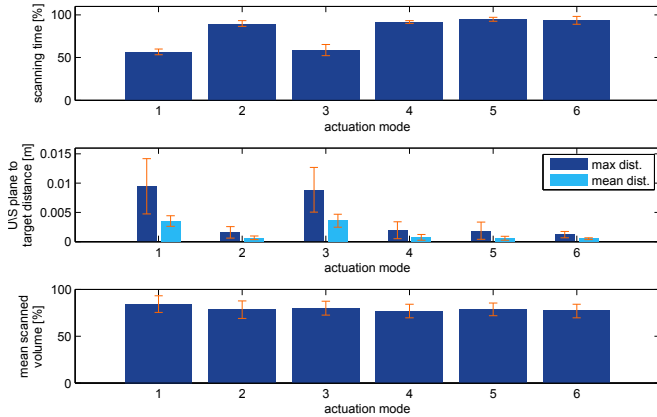 100
50
0
scanning time [%]
1 2 3 4 5 6
actuation mode
0.015
0.01
0.005
0
U\S plane to
target distance [m]
max dist.
mean dist.
1 2 3 4 5 6
actuation mode
100
50
0
mean scanned
volume [%]
1 2 3 4 5 6
actuation mode